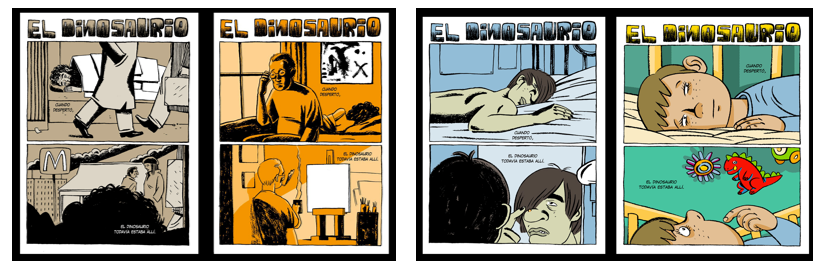 EL DINOSAURIO
CUANDO
DESPERTÓ,
M
EL DINOSAURIO
TODAVÍA ESTABA ALLÍ.
EL DINOSAURIO
CUANDO
DESPERTÓ,
EL DINOSAURIO
TODAVÍA ESTABA ALLÍ.
EL DINOSAURIO
CUANDO
DESPERTÓ,
EL DINOSAURIO
TODAVÍA ESTABA ALLÍ.
EL DINOSAURIO
CUANDO
DESPERTÓ,
EL DINOSAURIO
TODAVÍA ESTABA ALLÍ.